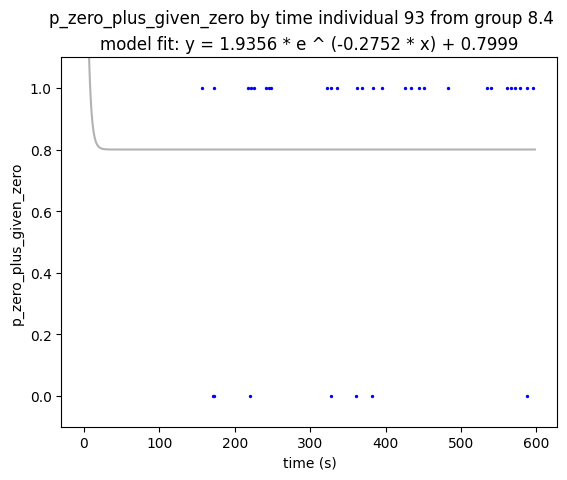 p_zero_plus_given_zero by time individual 93 from group 8.4
model fit: y = 1.9356 * e ^ (-0.2752 * x) + 0.7999
1.0
0.8
0.6
0.4
0.2
0.0
p_zero_plus_given_zero
0 100 200 300 400 500 600
time (s)